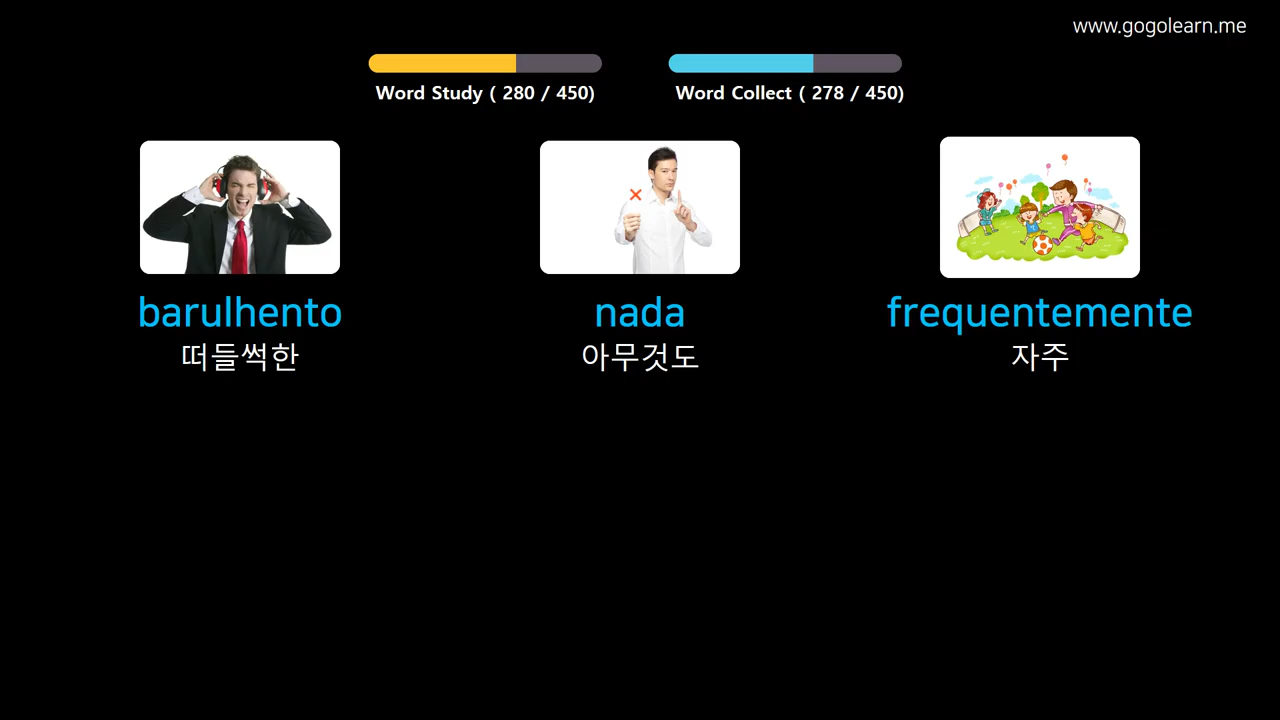 www.gogolearn.me
Word Study ( 280 / 450)
Word Collect ( 278 / 450)
barulhento
떠들썩한
nada
아무것도
frequentemente
자주